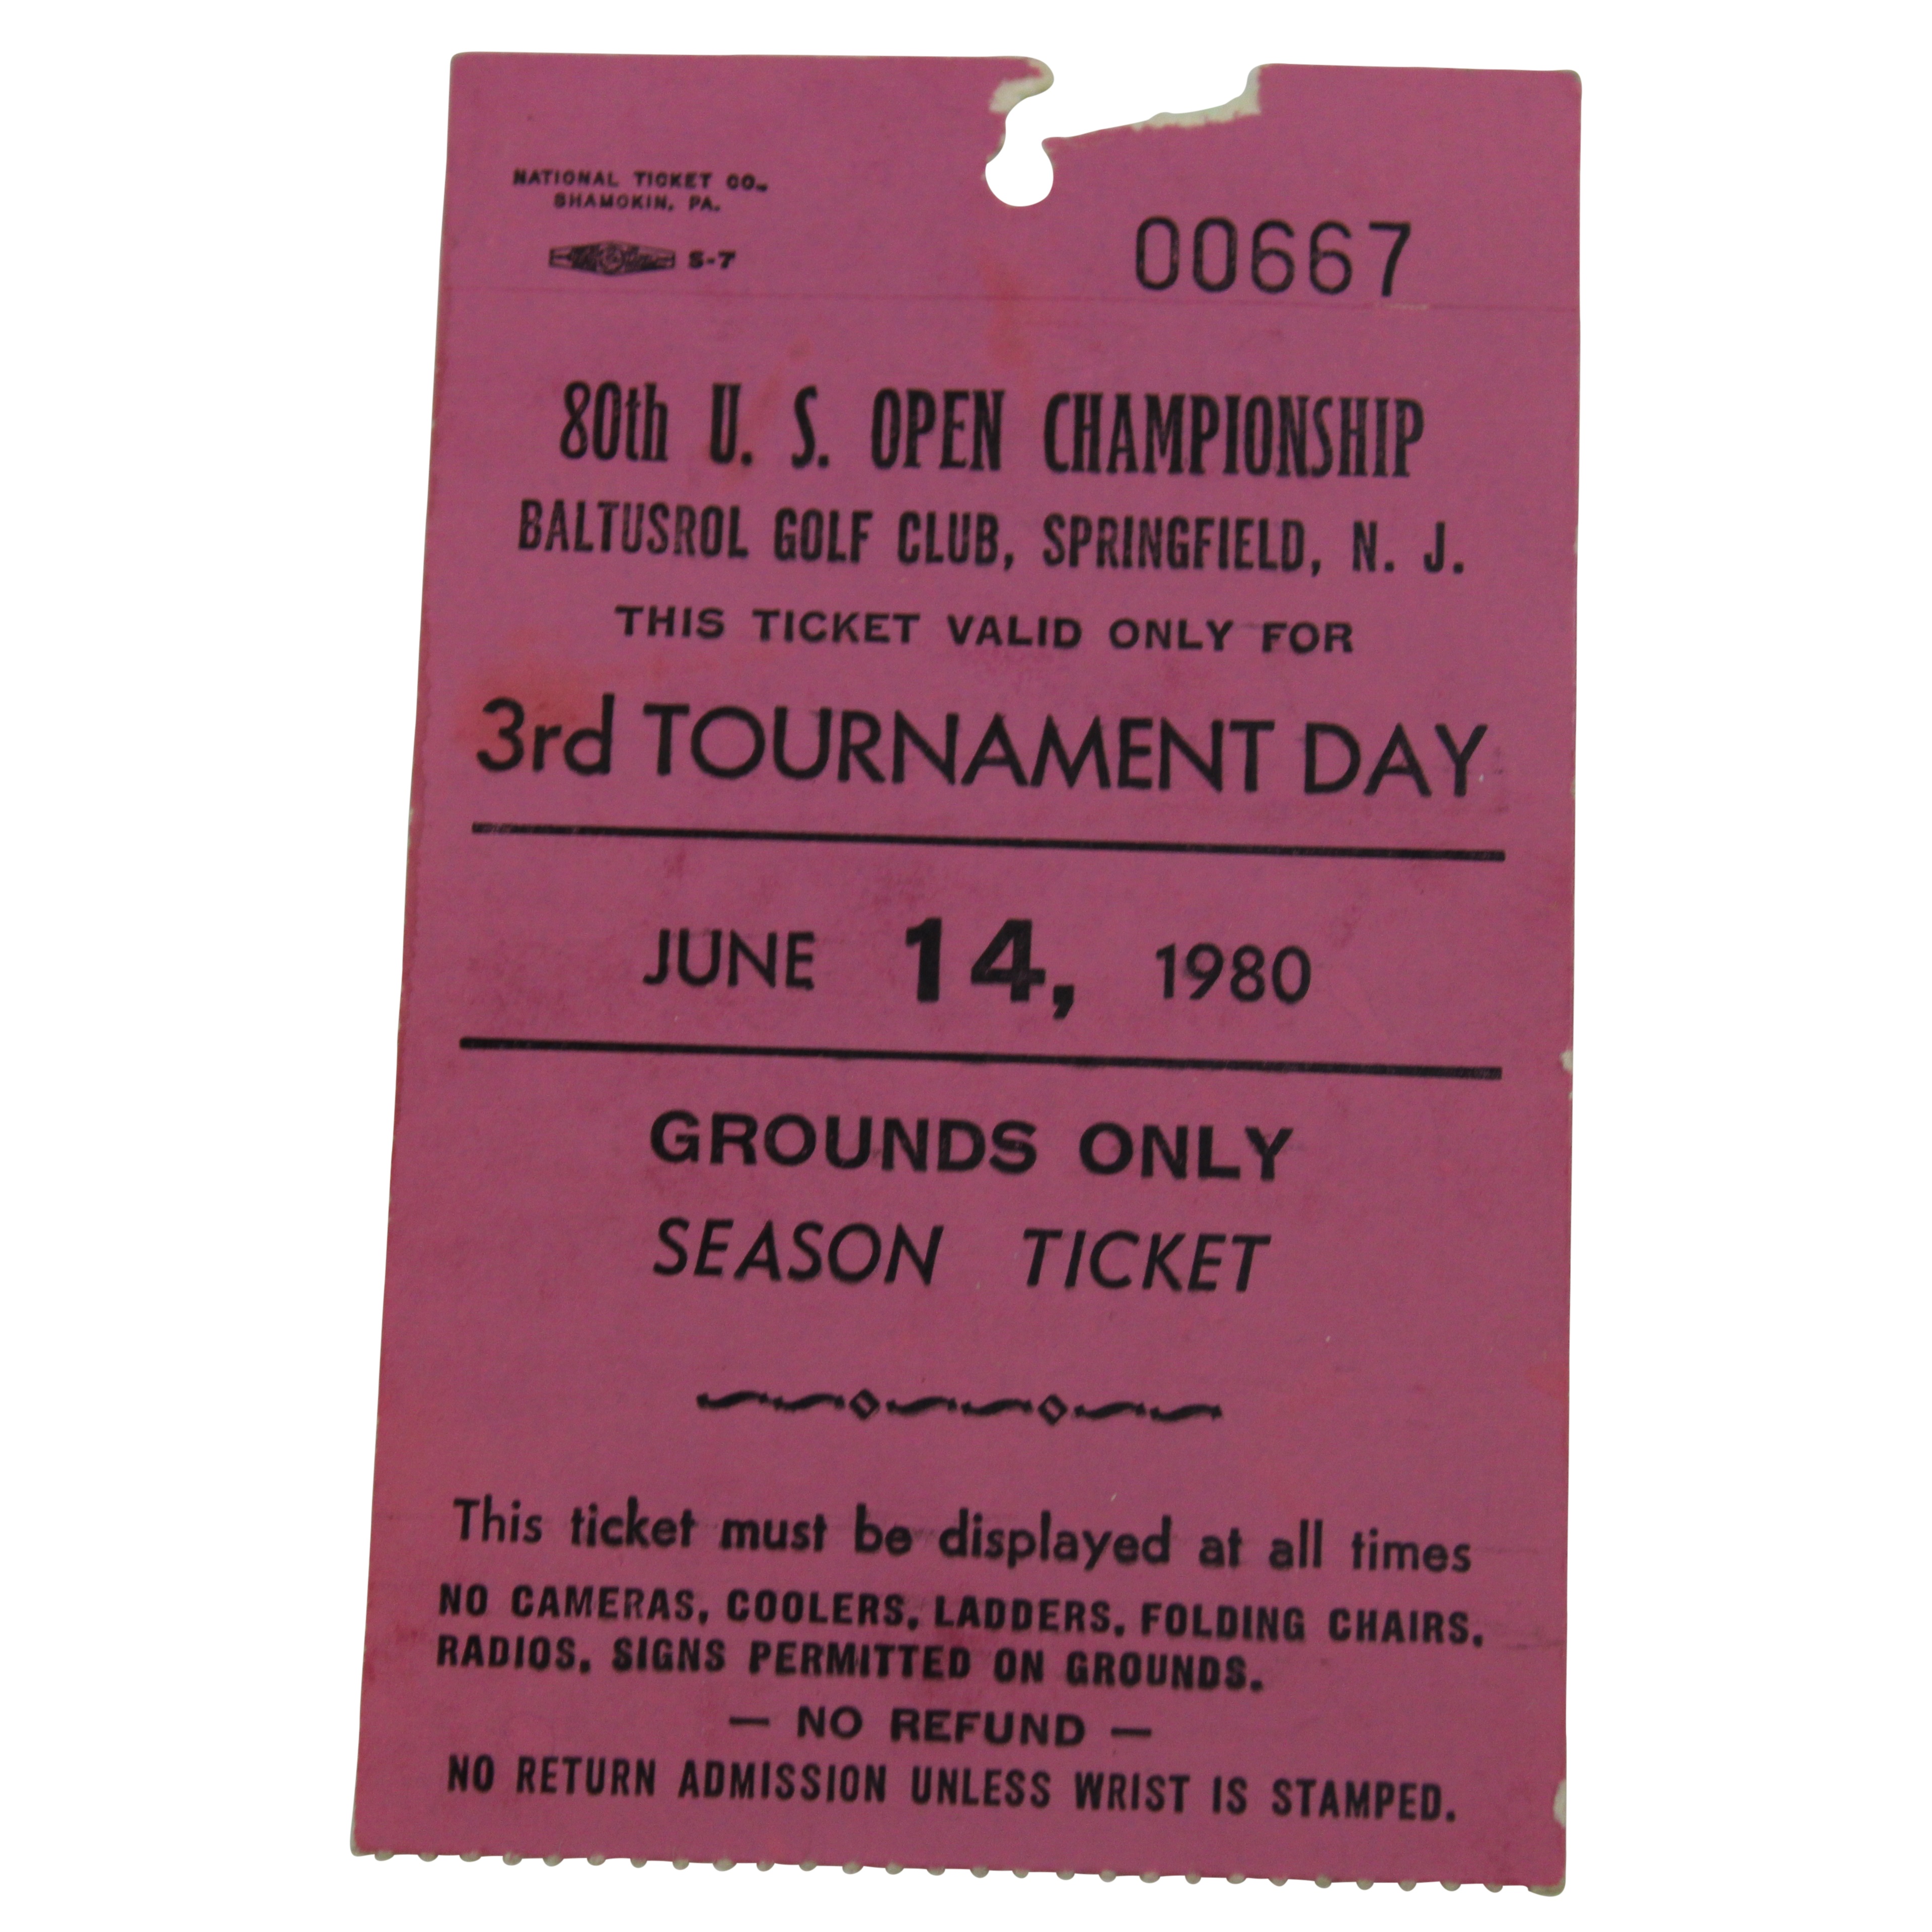 NATIONAL TICKET CO.,
SHAMOKIN, PA.
S-7
00667
80th U. S. OPEN CHAMPIONSHIP
BALTUSROL GOLF CLUB, SPRINGFIELD, N. J.
THIS TICKET VALID ONLY FOR
3rd TOURNAMENT DAY
JUNE 14, 1980
GROUNDS ONLY
SEASON TICKET
This ticket must be displayed at all times
NO CAMERAS, COOLERS, LADDERS, FOLDING CHAIRS,
RADIOS, SIGNS PERMITTED ON GROUNDS.
— NO REFUND —
NO RETURN ADMISSION UNLESS WRIST IS STAMPED.